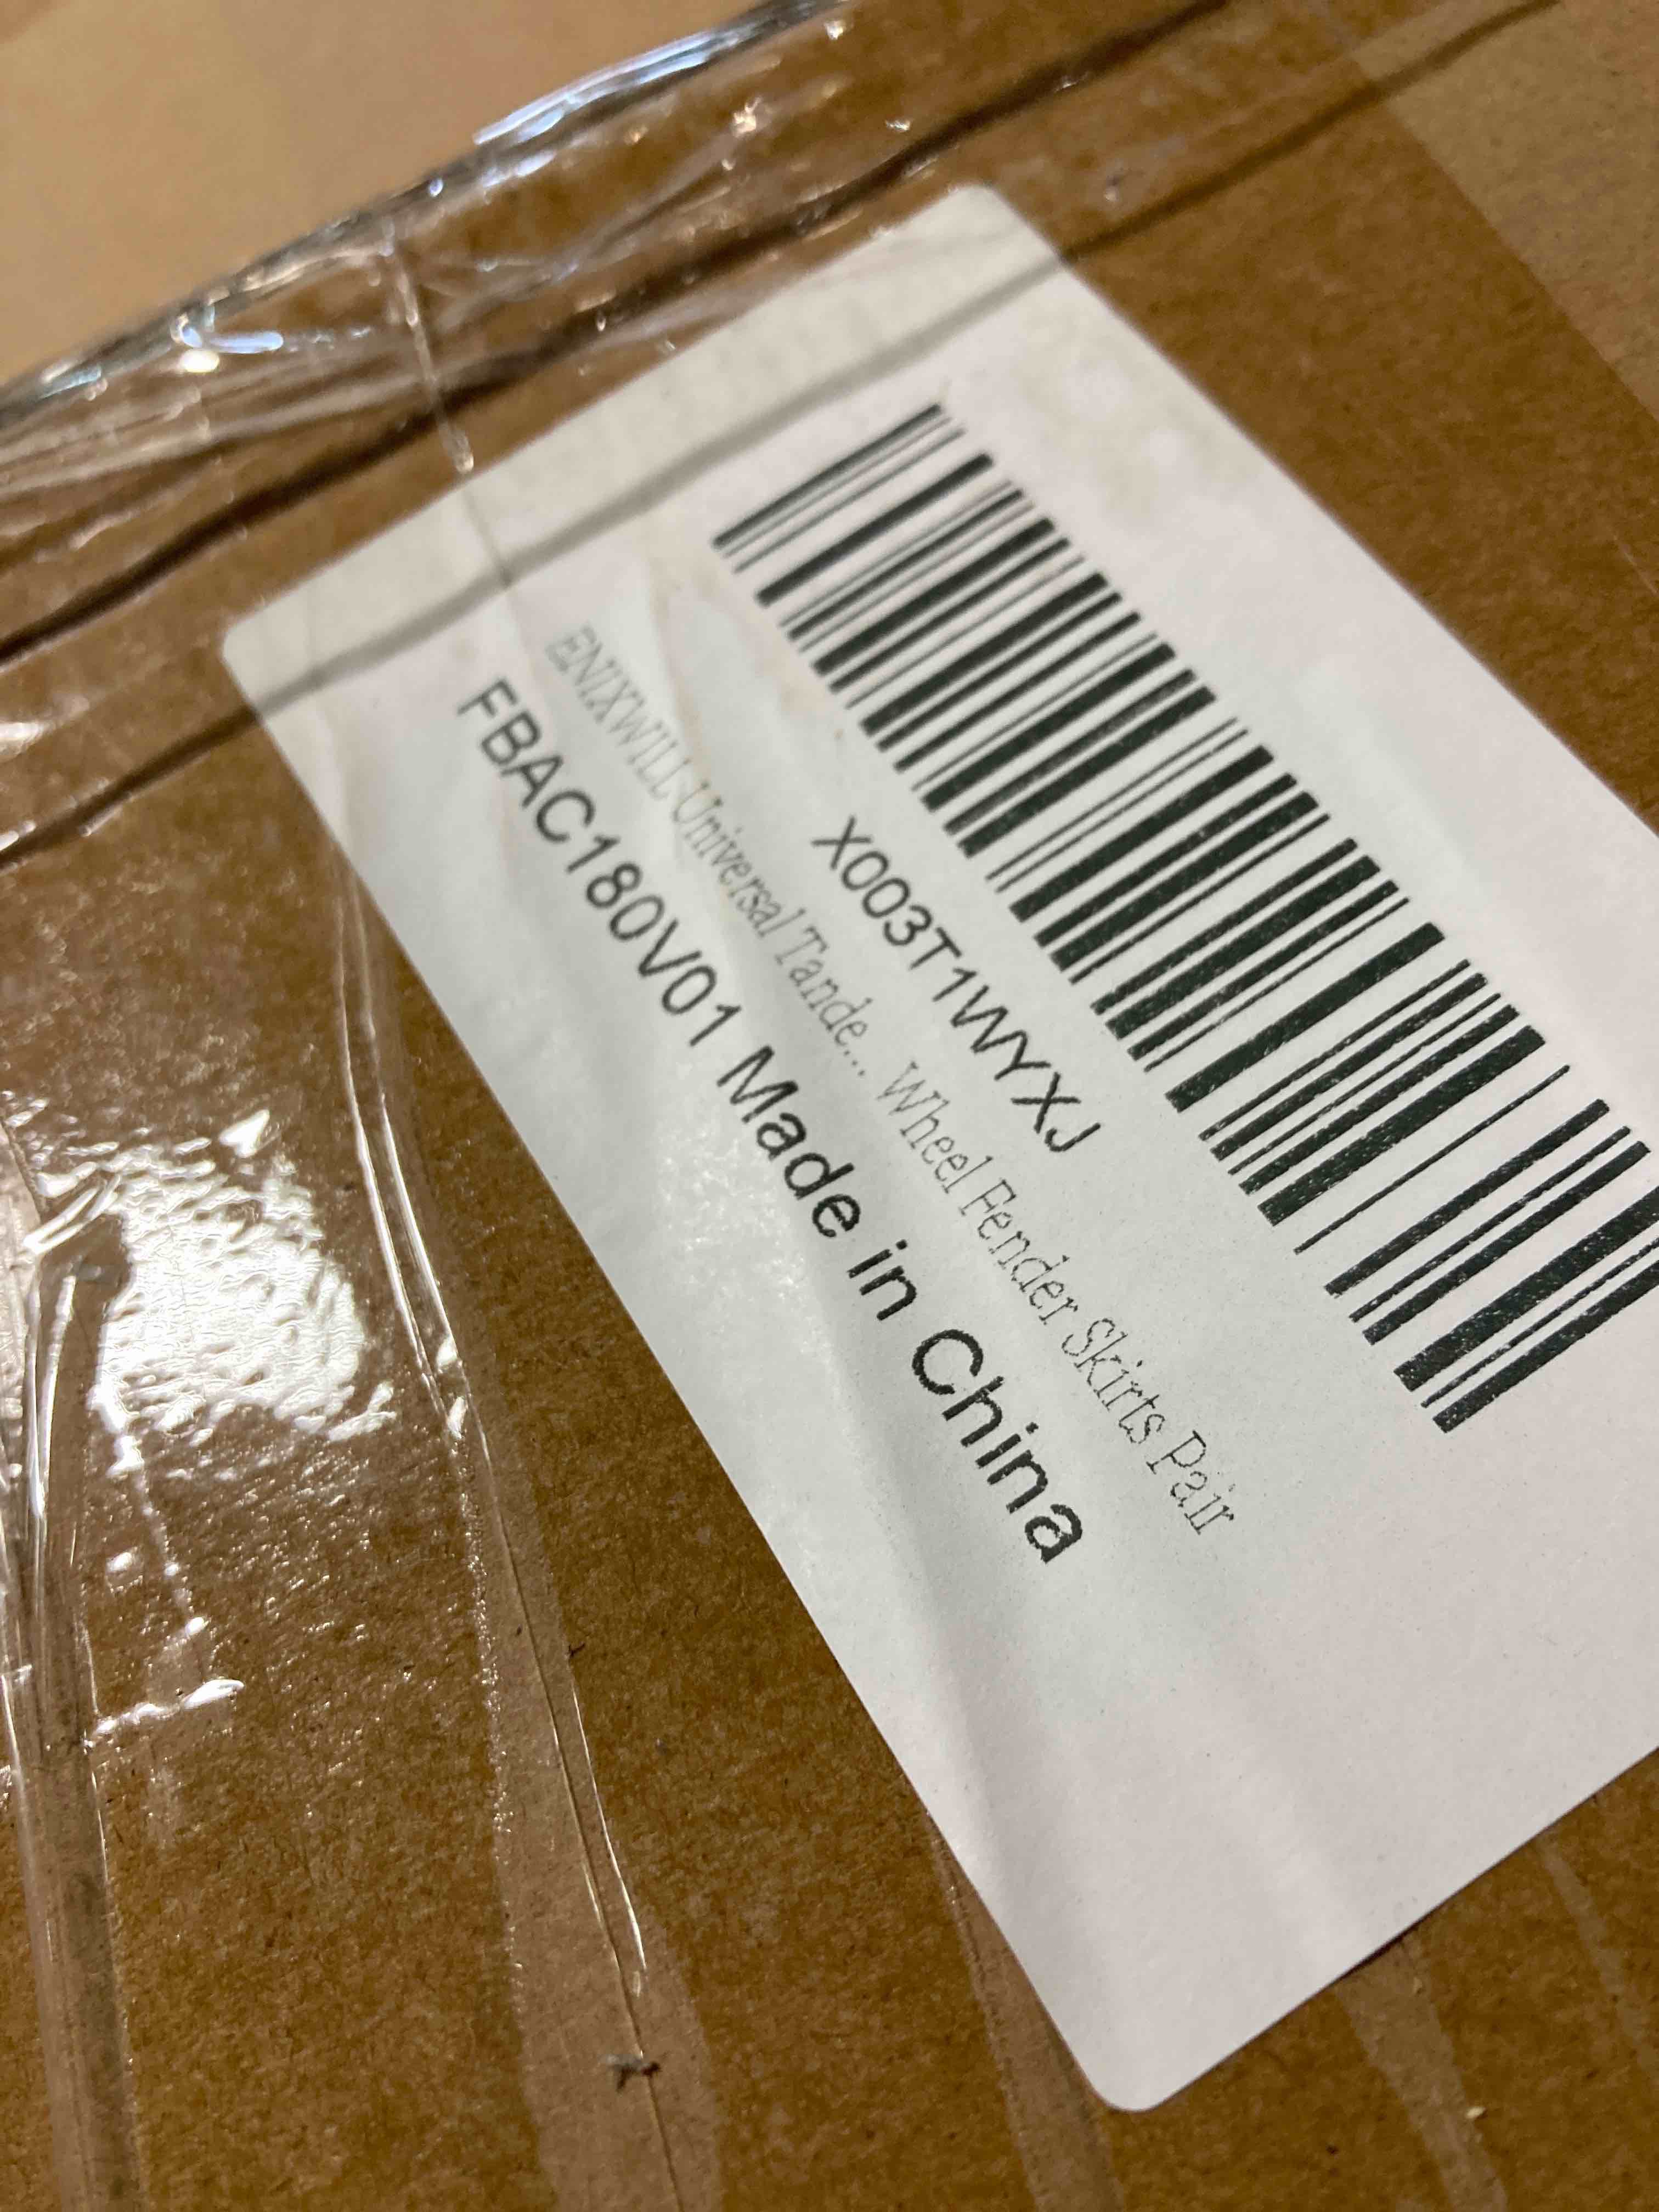 X003T1WYXJ
ENIXWILL Universal Tande... Wheel Fender Skirts Pair
FBAC180V01 Made in China